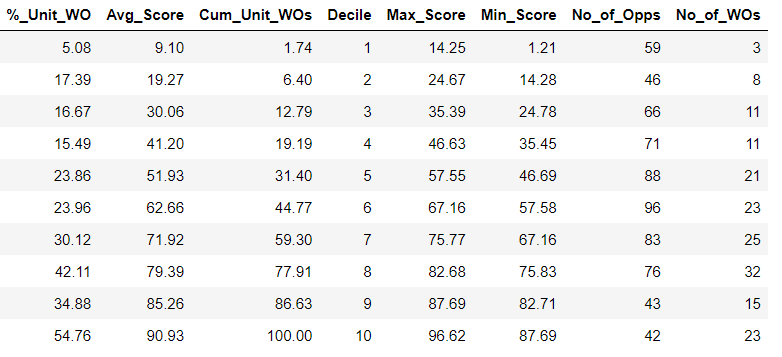 %_Unit_WO Avg_Score Cum_Unit_WOs Decile Max_Score Min_Score No_of_Opps No_of_WOs
5.08 9.10 1.74 1 14.25 1.21 59 3
17.39 19.27 6.40 2 24.67 14.28 46 8
16.67 30.06 12.79 3 35.39 24.78 66 11
15.49 41.20 19.19 4 46.63 35.45 71 11
23.86 51.93 31.40 5 57.55 46.69 88 21
23.96 62.66 44.77 6 67.16 57.58 96 23
30.12 71.92 59.30 7 75.77 67.16 83 25
42.11 79.39 77.91 8 82.68 75.83 76 32
34.88 85.26 86.63 9 87.69 82.71 43 15
54.76 90.93 100.00 10 96.62 87.69 42 23